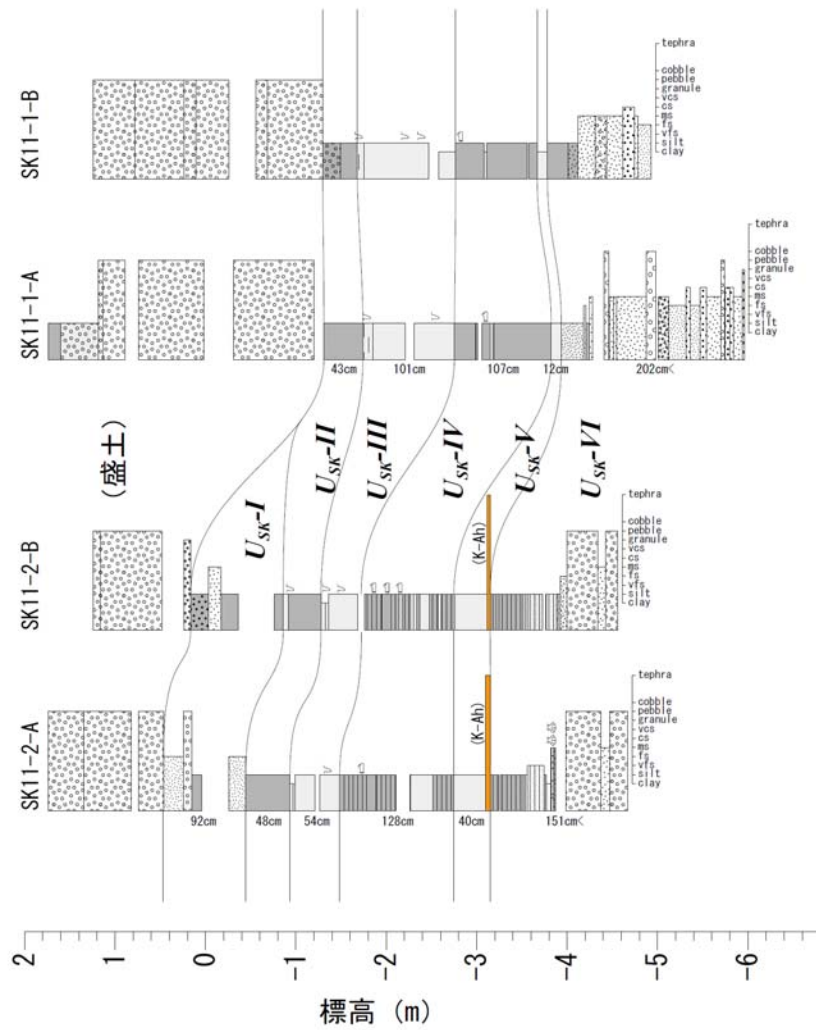 SK11-1-B
tephra
cobble
pebble
granule
vcs
cs
ms
fs
vfs
silt
clay
SK11-1-A
43cm
101cm
107cm
12cm
202cm<
tephra
cobble
pebble
granule
vcs
cs
ms
fs
vfs
silt
clay
(盛土)
U_SK-I
U_SK-II
U_SK-III
U_SK-IV
U_SK-V
U_SK-VI
SK11-2-B
(K-Ah)
tephra
cobble
pebble
granule
vcs
cs
ms
fs
vfs
silt
clay
SK11-2-A
(K-Ah)
92cm
48cm
54cm
128cm
40cm
151cm<
tephra
cobble
pebble
granule
vcs
cs
ms
fs
vfs
silt
clay
2
1
0
-1
-2
-3
-4
-5
-6
標高 (m)